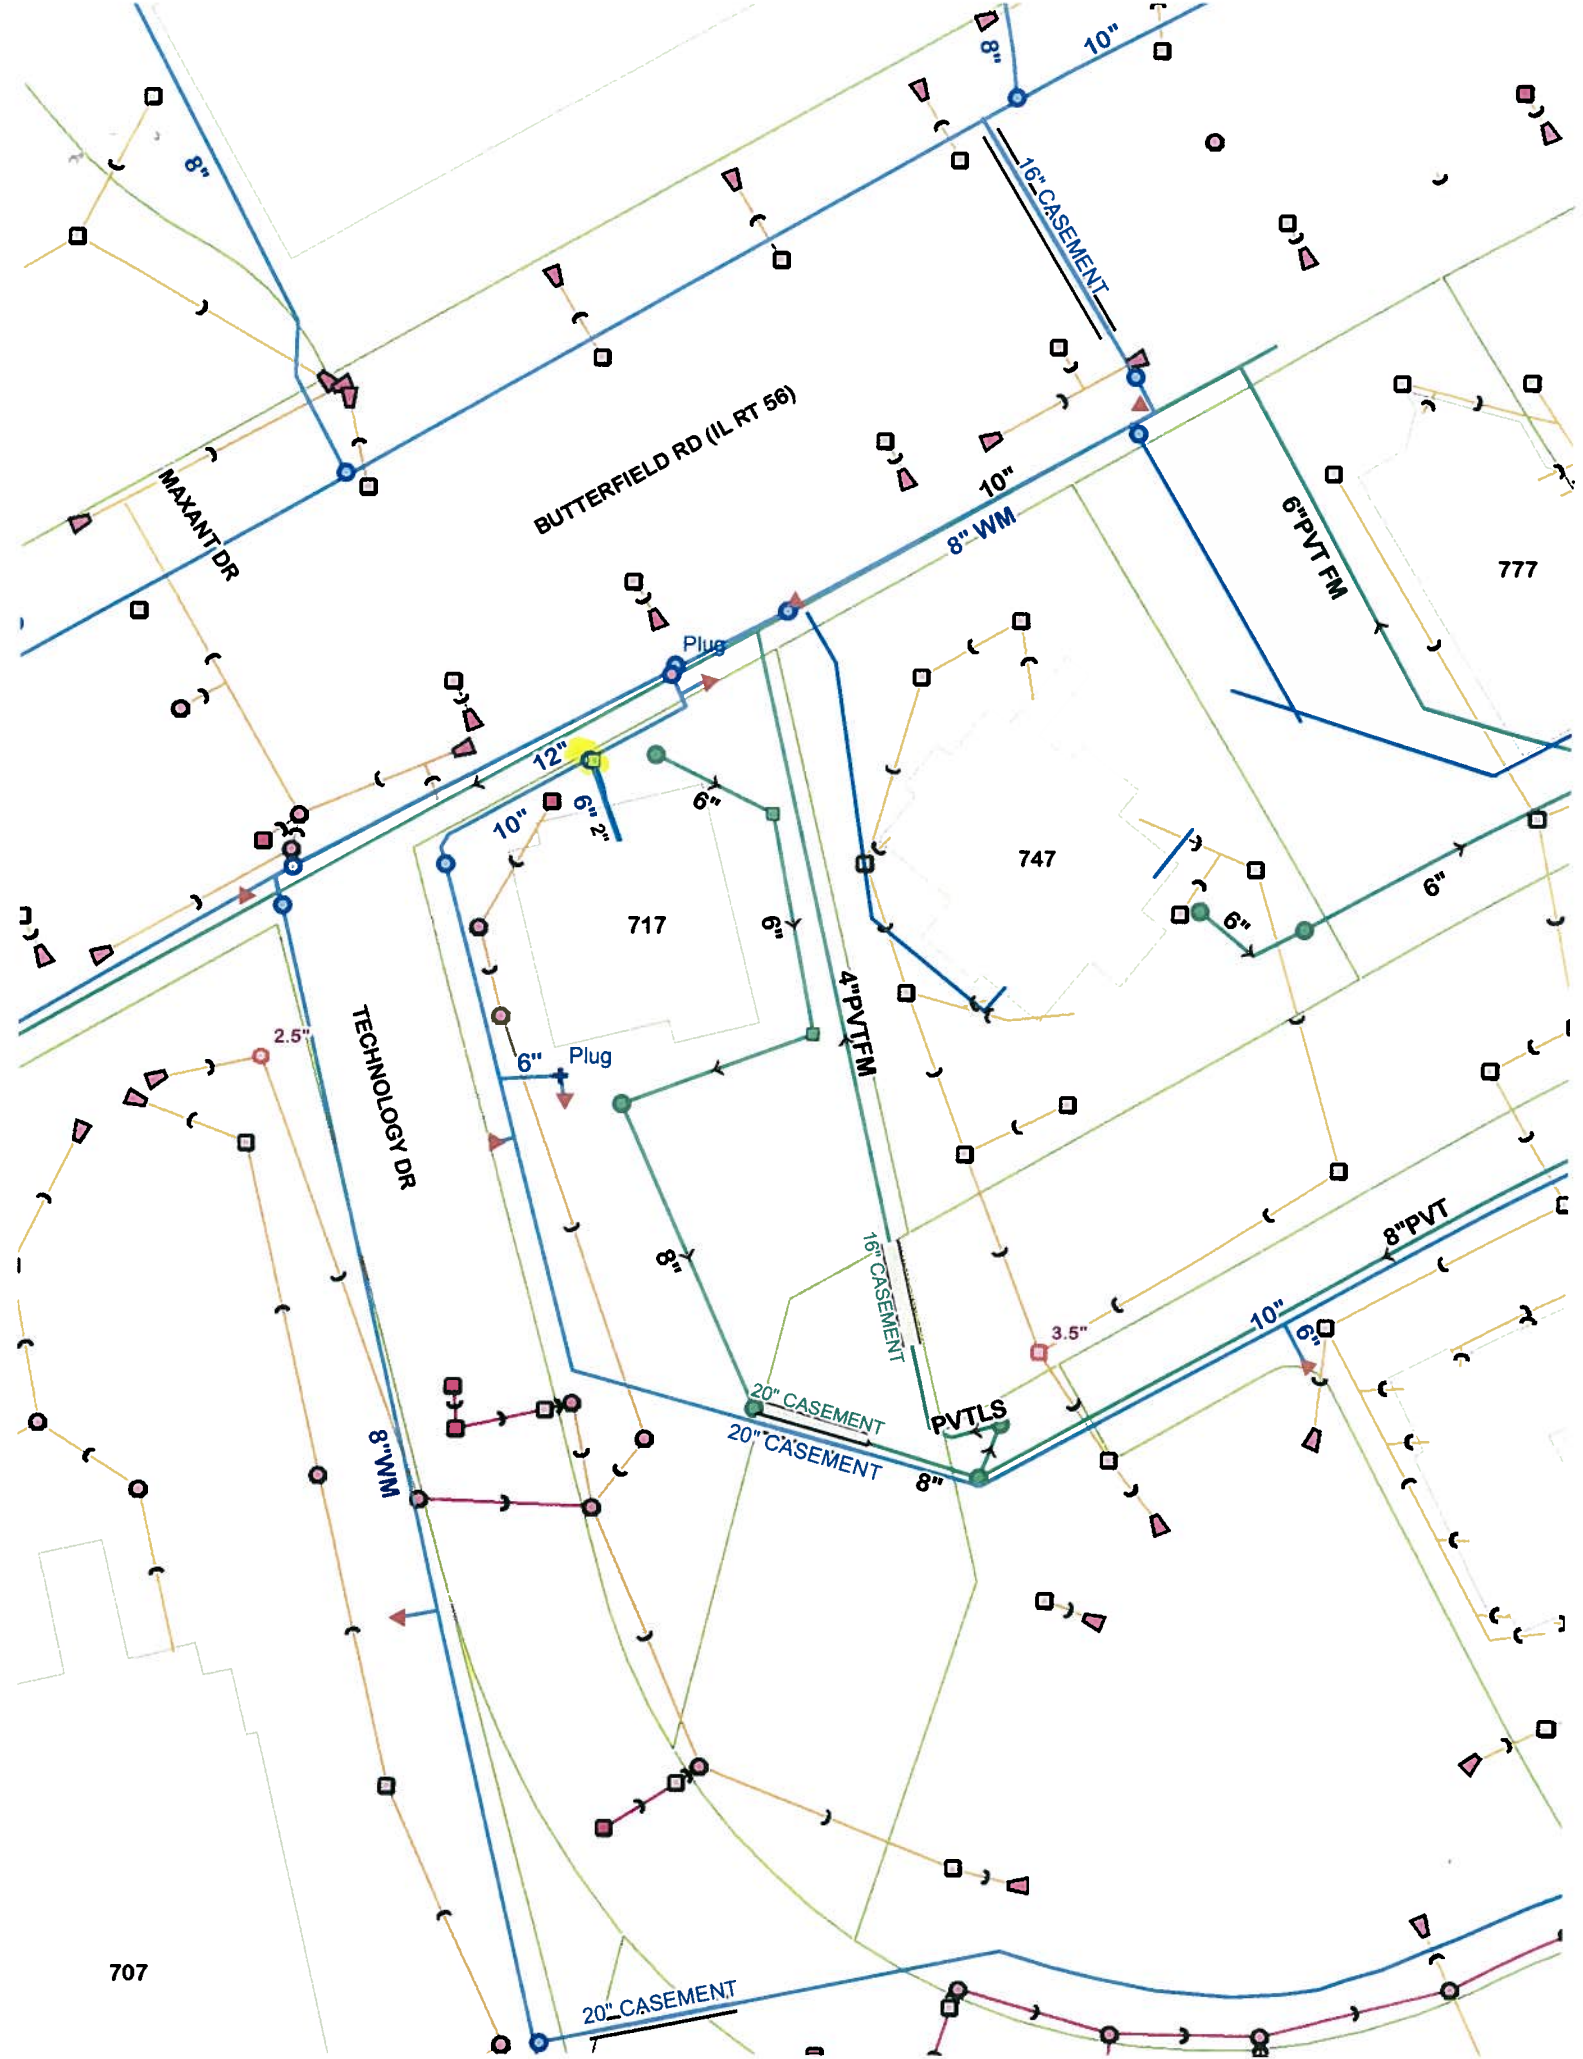 8"
10"
8"
16" CASEMENT
BUTTERFIELD RD (IL RT 56)
MAXANT DR
10"
8" WM
6"PVT FM
777
Plug
12"
6"
10"
6"
2"
747
717
6"
6"
6"
4"PVTFM
2.5"
TECHNOLOGY DR
6"
Plug
8"PVT
8"
16" CASEMENT
10"
6"
3.5"
20" CASEMENT
PVTLS
20" CASEMENT
8"
8"WM
707
20" CASEMENT